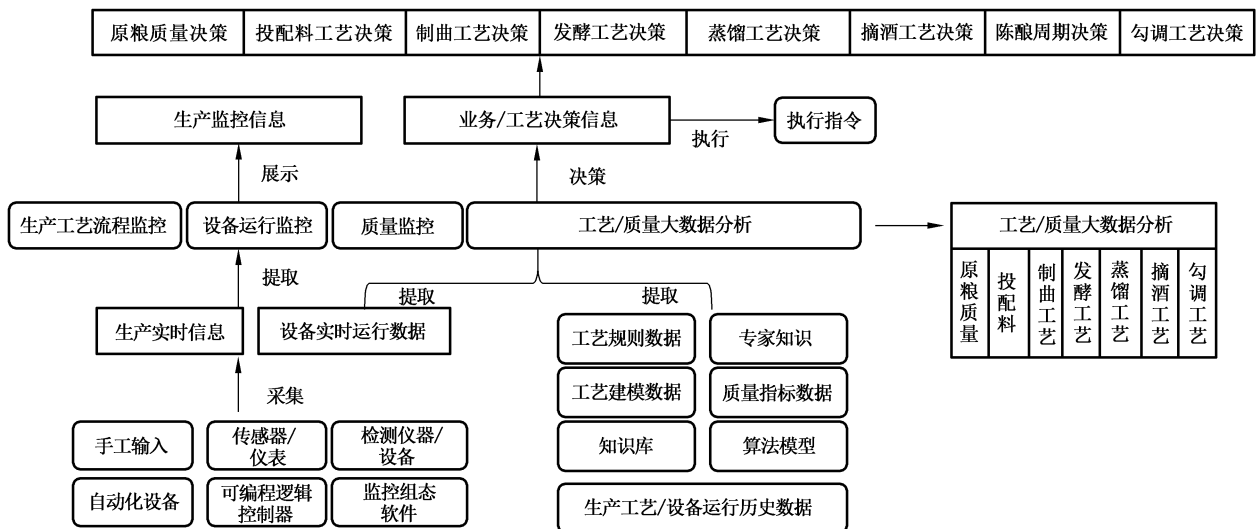 原粮质量决策
投配料工艺决策
制曲工艺决策
发酵工艺决策
蒸馏工艺决策
摘酒工艺决策
陈酿周期决策
勾调工艺决策
生产监控信息
业务/工艺决策信息
执行
执行指令
展示
决策
生产工艺流程监控
设备运行监控
质量监控
工艺/质量大数据分析
工艺/质量大数据分析
原粮质量
投配料
制曲工艺
发酵工艺
蒸馏工艺
摘酒工艺
勾调工艺
提取
提取
提取
生产实时信息
设备实时运行数据
工艺规则数据
专家知识
工艺建模数据
质量指标数据
知识库
算法模型
生产工艺/设备运行历史数据
采集
手工输入
传感器/
仪表
检测仪器/
设备
自动化设备
可编程逻辑
控制器
监控组态
软件